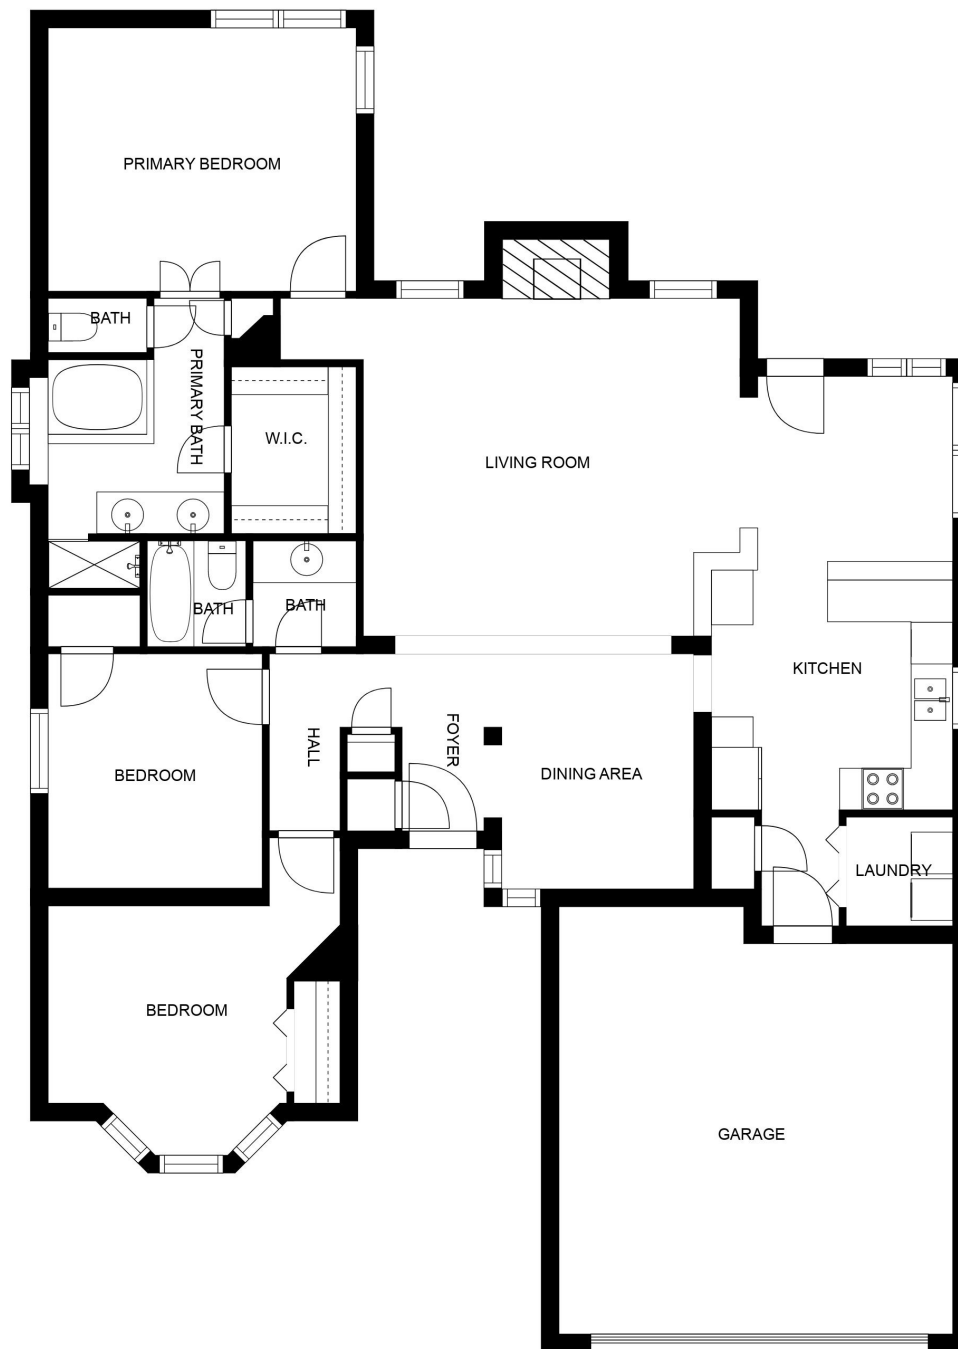 PRIMARY BEDROOM
BATH
PRIMARY BATH
W.I.C.
LIVING ROOM
BATH
BATH
KITCHEN
HALL
FOYER
BEDROOM
DINING AREA
LAUNDRY
BEDROOM
GARAGE